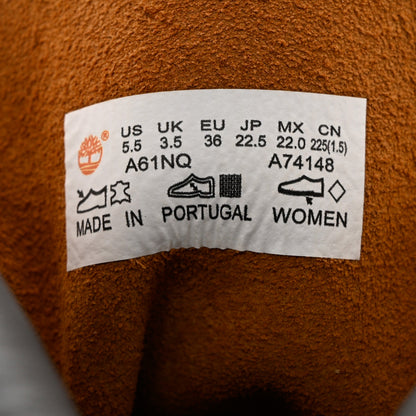 US UK EU JP MX CN
5.5 3.5 36 22.5 22.0 225(1.5)
A61NQ A74148
MADE IN PORTUGAL WOMEN